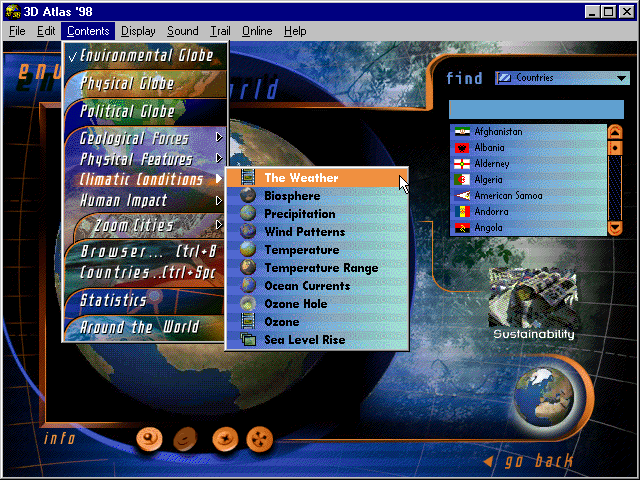 3D Atlas '98
File Edit Contents Display Sound Trail Online Help
Environmental Globe
Physical Globe
Political Globe
Geological Forces
Physical Features
Climatic Conditions
Human Impact
Zoom Cities
Browser... Ctrl+B
Countries...Ctrl+Spc
Statistics
Around the World
The Weather
Biosphere
Precipitation
Wind Patterns
Temperature
Temperature Range
Ocean Currents
Ozone Hole
Ozone
Sea Level Rise
find Countries
Afghanistan
Albania
Alderney
Algeria
American Samoa
Andorra
Angola
Sustainability
info
go back